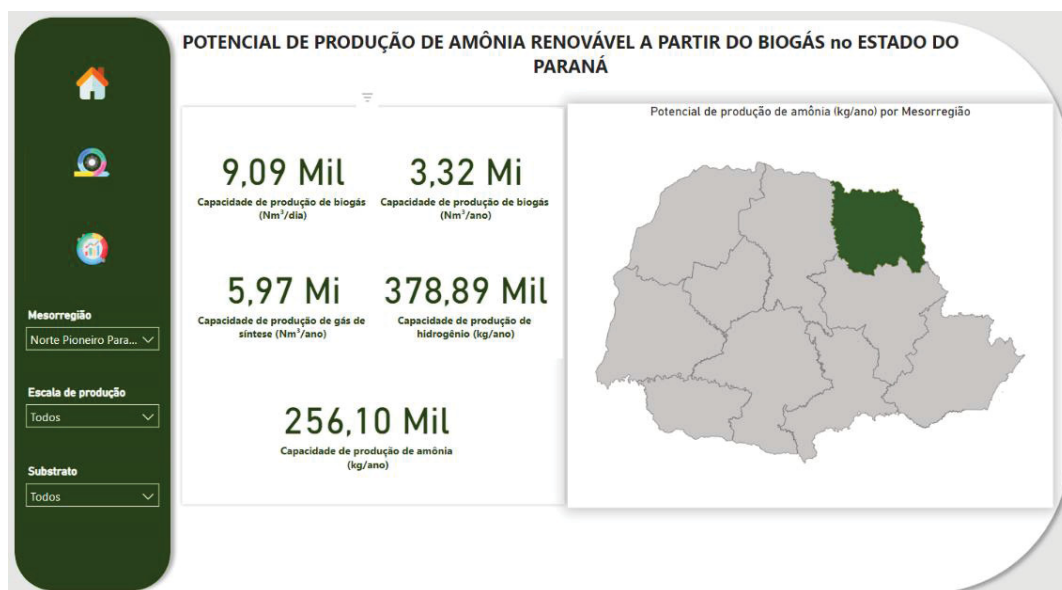 POTENCIAL DE PRODUÇÃO DE AMÔNIA RENOVÁVEL A PARTIR DO BIOGÁS no ESTADO DO
PARANÁ
Mesorregião
Norte Pioneiro Para...
Escala de produção
Todos
Substrato
Todos
9,09 Mil
Capacidade de produção de biogás
(Nm³/dia)
3,32 Mi
Capacidade de produção de biogás
(Nm³/ano)
5,97 Mi
Capacidade de produção de gás de
síntese (Nm³/ano)
378,89 Mil
Capacidade de produção de
hidrogênio (kg/ano)
256,10 Mil
Capacidade de produção de amônia
(kg/ano)
Potencial de produção de amônia (kg/ano) por Mesorregião